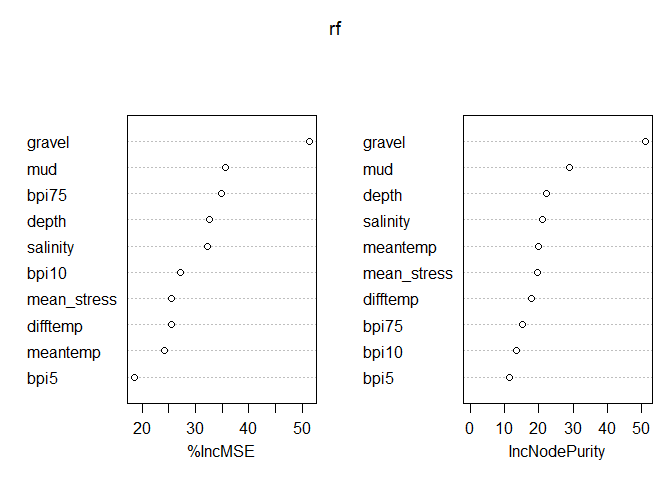 rf
gravel
mud
bpi75
depth
salinity
bpi10
mean_stress
difftemp
meantemp
bpi5
20 30 40 50
%IncMSE
gravel
mud
depth
salinity
meantemp
mean_stress
difftemp
bpi75
bpi10
bpi5
0 10 20 30 40 50
IncNodePurity